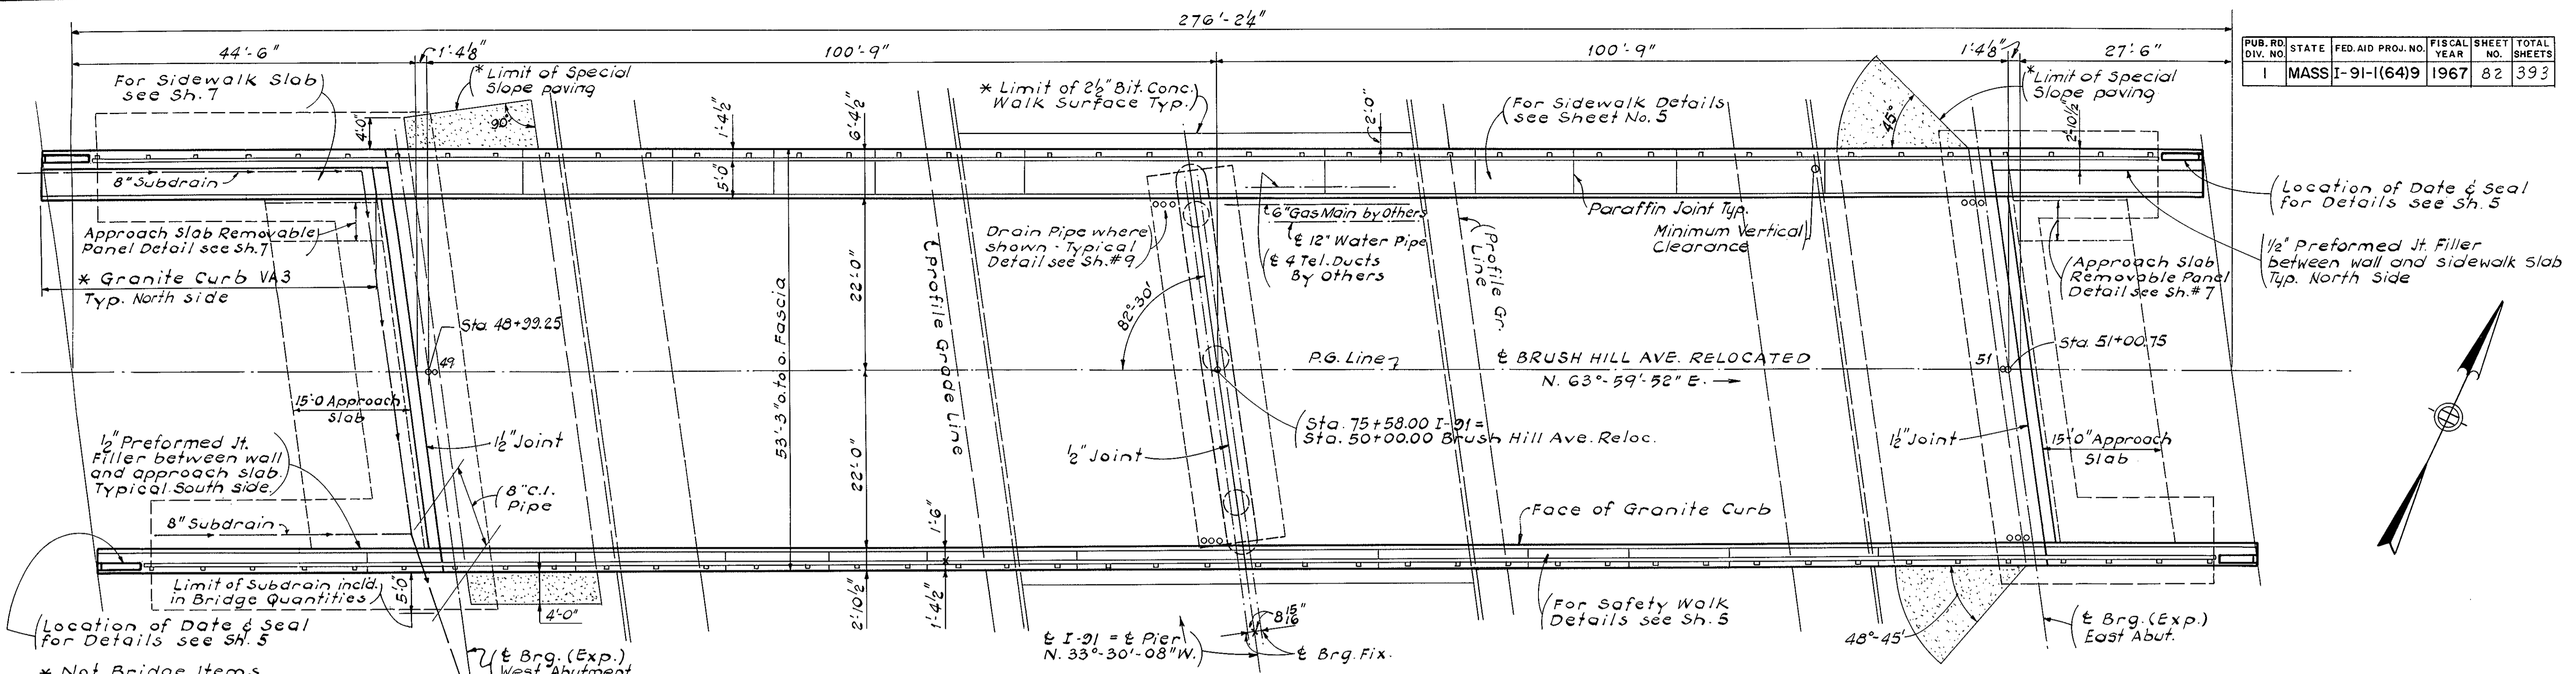 276'-2¼"
44'-6"
1'-4⅛"
100'-9"
100'-9"
1'-4⅛"
27'-6"
PUB. RD. DIV. NO.
STATE
FED. AID PROJ. NO.
FISCAL YEAR
SHEET NO.
TOTAL SHEETS
1
MASS
I-91-1(64)9
1967
82
393
For Sidewalk Slab
see Sh. 7
* Limit of Special
Slope paving
4'-0"
90°
1'-4½"
6'-4½"
* Limit of 2½" Bit. Conc.
Walk Surface Typ.
2'-0"
For Sidewalk Details
see Sheet No. 5
45°
* Limit of Special
Slope paving
2'-10½"
8" Subdrain
5'-0"
Location of Date & Seal
for Details see Sh. 5
Approach Slab Removable
Panel Detail see Sh. 7
* Granite Curb VA3
Typ. North side
Drain Pipe where
shown - Typical
Detail see Sh. #9
6" Gas Main by Others
℄ 12" Water Pipe
℄ 4 Tel. Ducts
By Others
Profile Gr.
Line
Paraffin Joint Typ.
Minimum Vertical
Clearance
Approach Slab
Removable Panel
Detail see Sh. #7
½" Preformed Jt. Filler
between wall and sidewalk Slab
Typ. North Side
22'-0"
53'-3" o. to o. Fascia
℄ Profile Grade Line
82°-30'
Sta. 48+99.25
49
P.G. Line
℄ BRUSH HILL AVE. RELOCATED
N. 63°-59'-52" E.
51
Sta. 51+00.75
15'-0 Approach
Slab
Sta. 75+58.00 I-91 =
Sta. 50+00.00 Brush Hill Ave. Reloc.
½" Preformed Jt.
Filler between wall
and approach slab.
Typical South side.
1½" Joint
½" Joint
1½" Joint
15'-0" Approach
Slab
22'-0"
8" C.I.
Pipe
8" Subdrain
1'-6"
Face of Granite Curb
Limit of Subdrain incld.
in Bridge Quantities
5'-0"
4'-0"
2'-10½"
1'-4½"
8 15/16"
For Safety Walk
Details see Sh. 5
48°-45'
Location of Date & Seal
for Details see Sh. 5
* Not Bridge Items
℄ Brg. (Exp.)
West Abutment
℄ I-91 = ℄ Pier
N. 33°-30'-08" W.
℄ Brg. Fix.
℄ Brg. (Exp.)
East Abut.